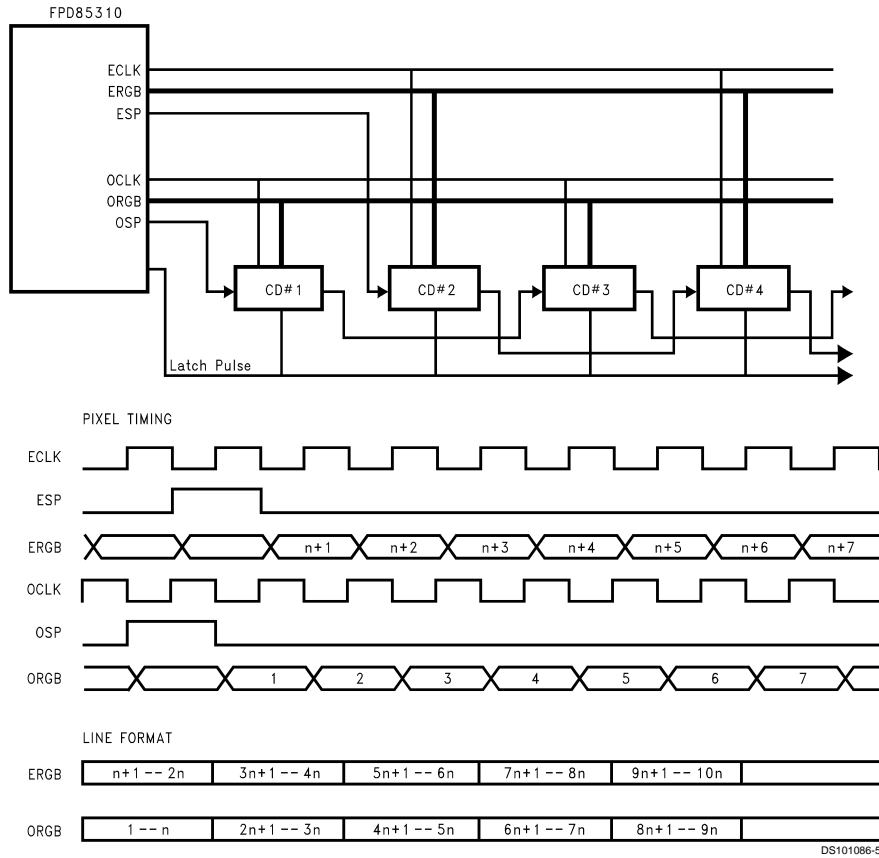 FPD85310
ECLK
ERGB
ESP
OCLK
ORGB
OSP
CD#1 CD#2 CD#3 CD#4
Latch Pulse
PIXEL TIMING
ECLK
ESP
ERGB n+1 n+2 n+3 n+4 n+5 n+6 n+7
OCLK
OSP
ORGB 1 2 3 4 5 6 7
LINE FORMAT
ERGB n+1 -- 2n 3n+1 -- 4n 5n+1 -- 6n 7n+1 -- 8n 9n+1 -- 10n
ORGB 1 -- n 2n+1 -- 3n 4n+1 -- 5n 6n+1 -- 7n 8n+1 -- 9n
DS101086-5